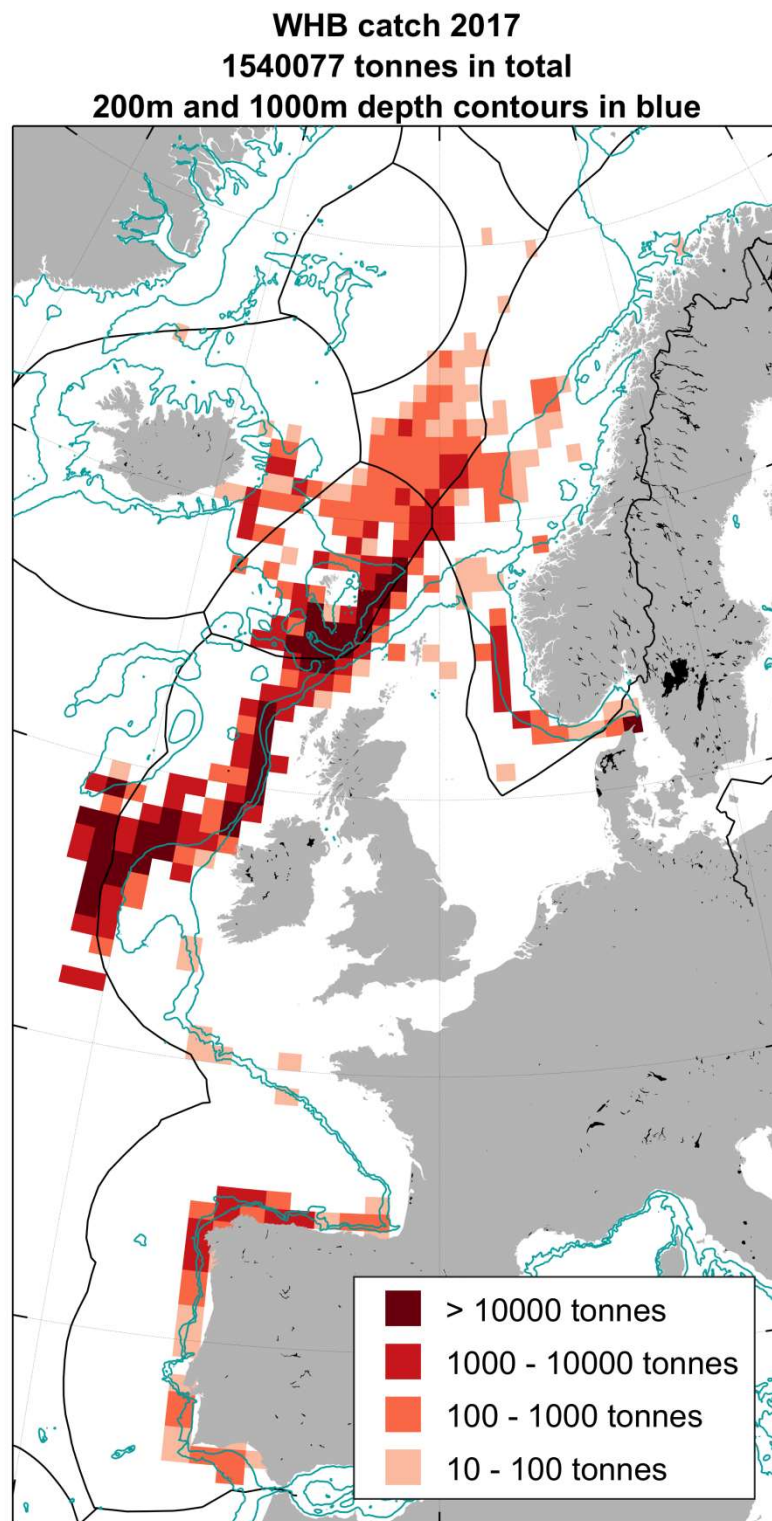 WHB catch 2017
1540077 tonnes in total
200m and 1000m depth contours in blue
> 10000 tonnes
1000 - 10000 tonnes
100 - 1000 tonnes
10 - 100 tonnes